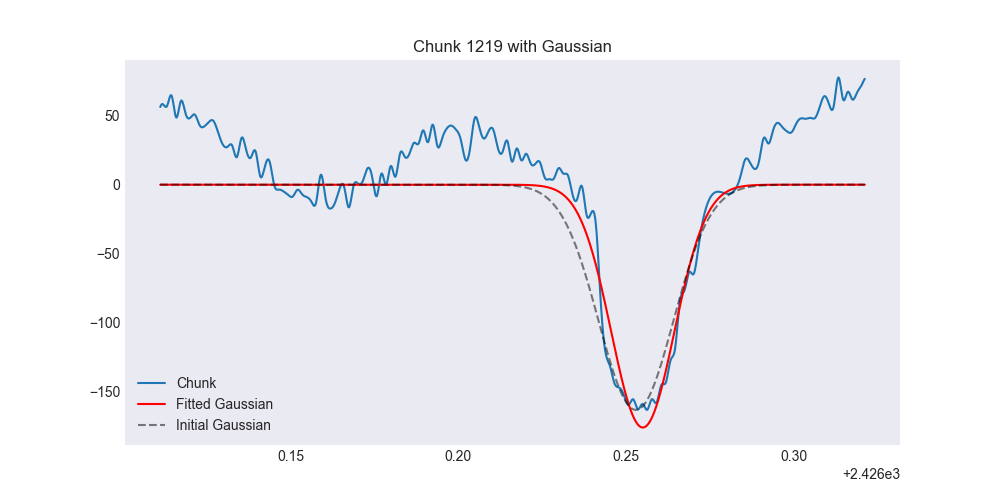 Chunk 1219 with Gaussian
50
0
−50
−100
−150
Chunk
Fitted Gaussian
Initial Gaussian
0.15 0.20 0.25 0.30
+2.426e3